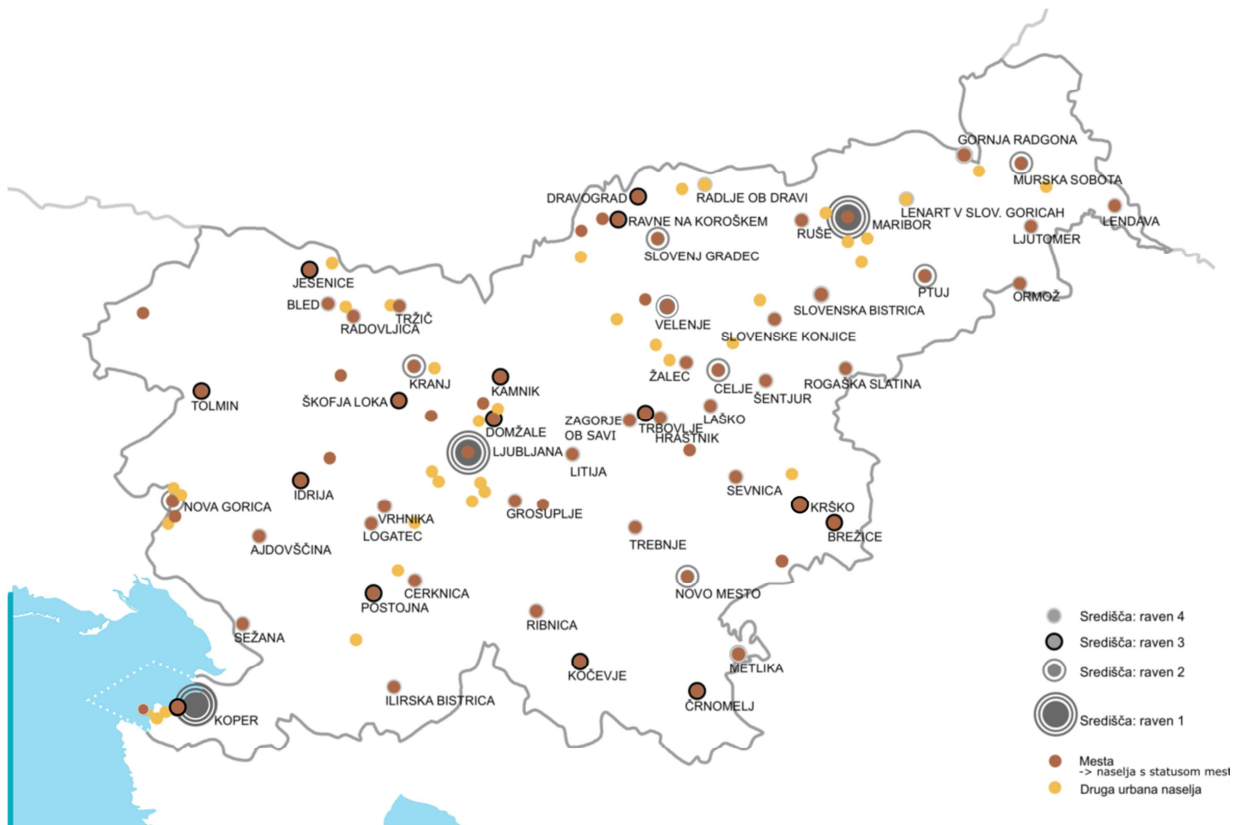 GORNJA RADGONA
MURSKA SOBOTA
DRAVOGRAD
RADLJE OB DRAVI
LENART V SLOV. GORICAH
LENDAVA
RAVNE NA KOROŠKEM
RUŠE
MARIBOR
LJUTOMER
SLOVENJ GRADEC
JESENICE
PTUJ
ORMOŽ
BLED
RADOVLJICA
TRŽIČ
SLOVENSKA BISTRICA
VELENJE
SLOVENSKE KONJICE
KRANJ
ŽALEC
CELJE
ROGAŠKA SLATINA
KAMNIK
ŠENTJUR
TOLMIN
ŠKOFJA LOKA
LAŠKO
DOMŽALE
ZAGORJE
OB SAVI
TRBOVLJE
HRASTNIK
LJUBLJANA
LITIJA
IDRIJA
SEVNICA
NOVA GORICA
VRHNIKA
GROSUPLJE
KRŠKO
LOGATEC
BREŽICE
AJDOVŠČINA
TREBNJE
CERKNICA
NOVO MESTO
POSTOJNA
RIBNICA
SEŽANA
METLIKA
KOČEVJE
ILIRSKA BISTRICA
ČRNOMELJ
KOPER
Središča: raven 4
Središča: raven 3
Središča: raven 2
Središča: raven 1
Mesta
-> naselja s statusom mest
Druga urbana naselja